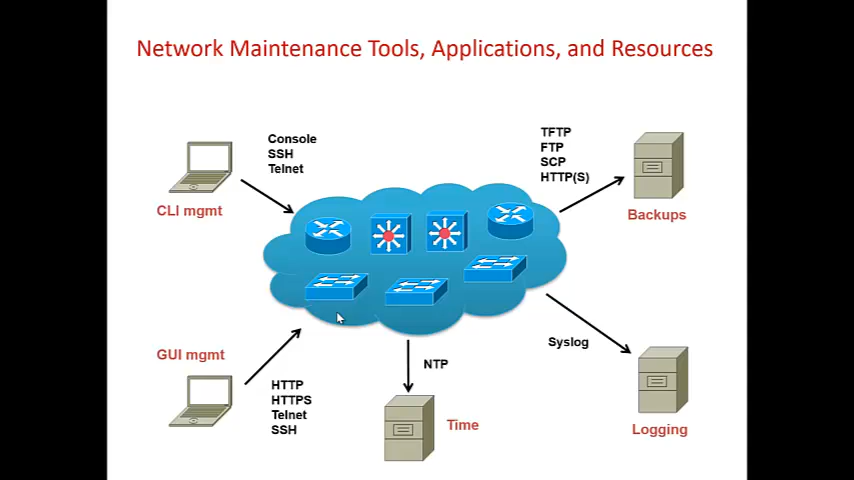 Network Maintenance Tools, Applications, and Resources
Console
SSH
Telnet
CLI mgmt
TFTP
FTP
SCP
HTTP(S)
Backups
GUI mgmt
HTTP
HTTPS
Telnet
SSH
NTP
Time
Syslog
Logging